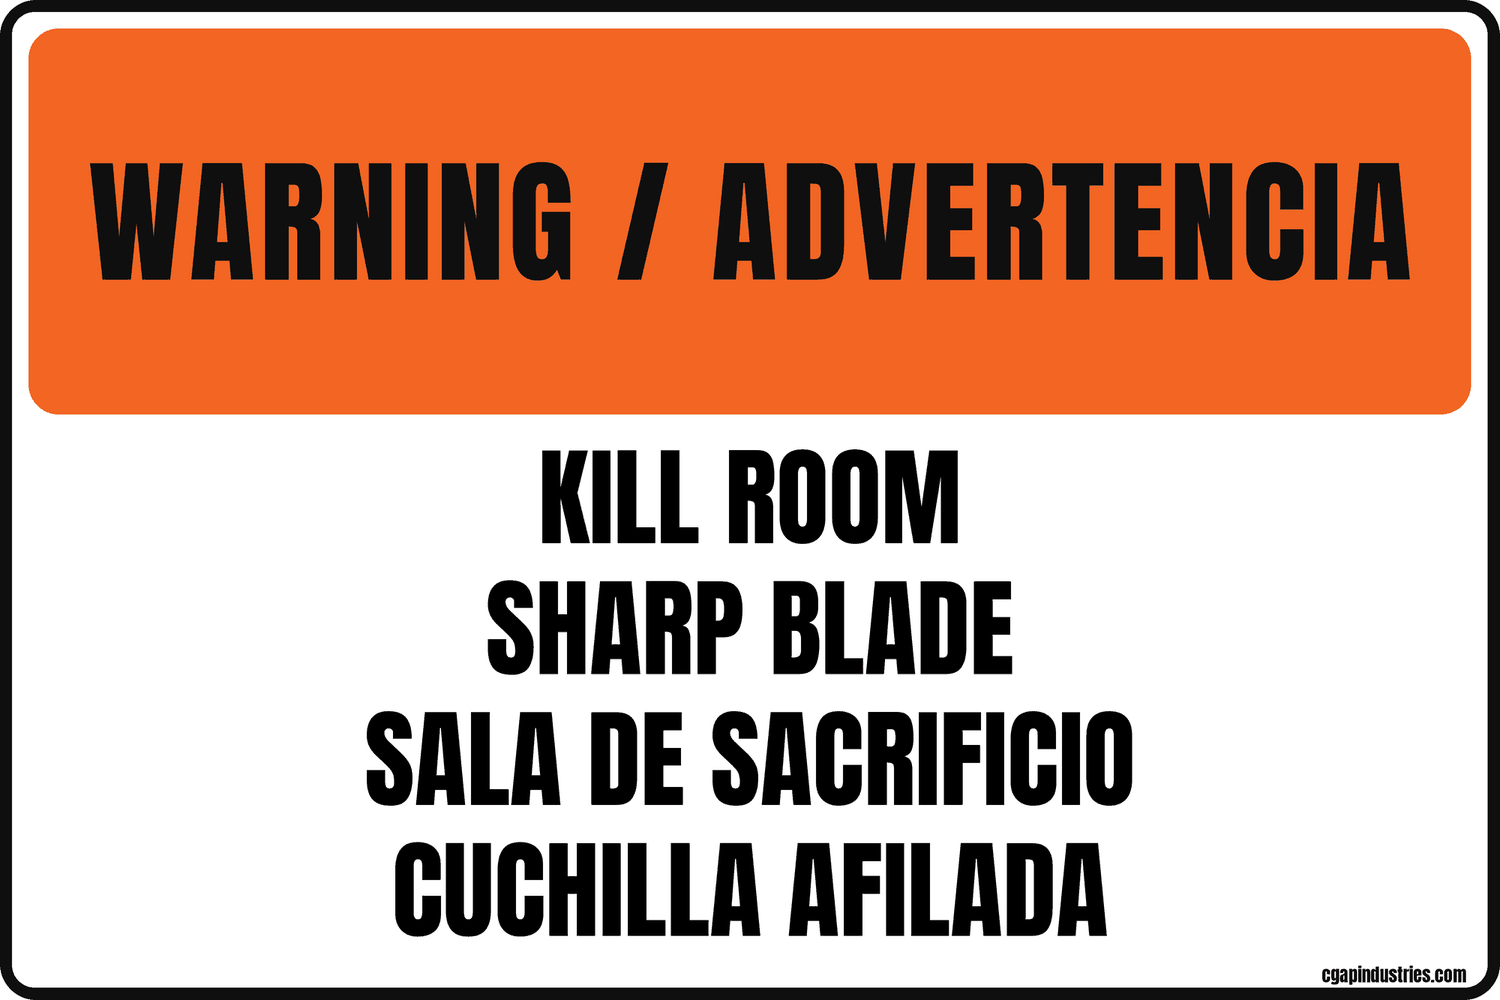 WARNING / ADVERTENCIA
KILL ROOM
SHARP BLADE
SALA DE SACRIFICIO
CUCHILLA AFILADA
cgapindustries.com